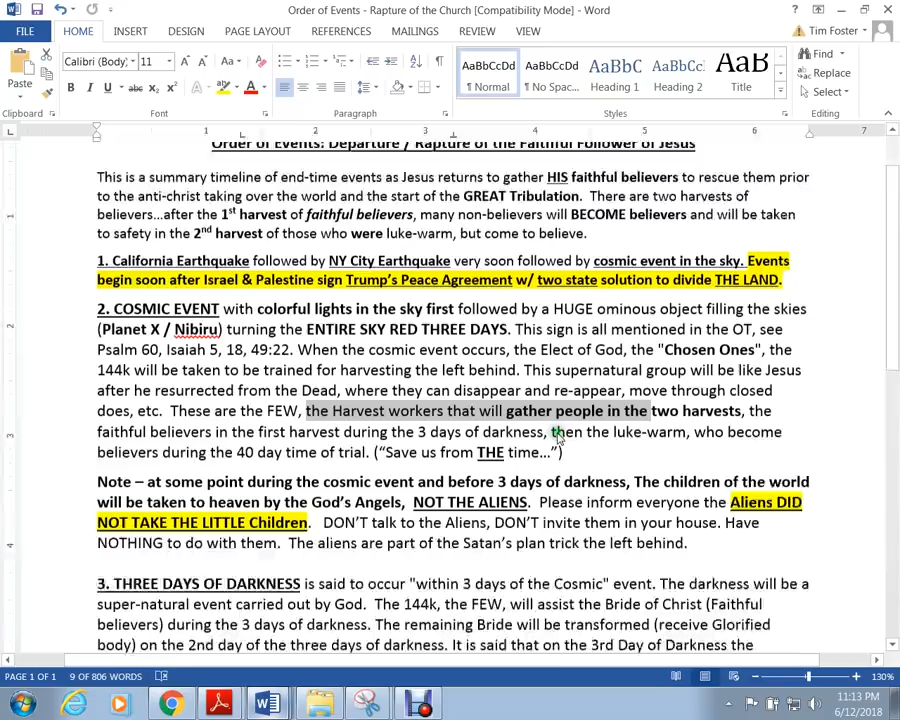 Order of Events - Rapture of the Church [Compatibility Mode] - Word
FILE HOME INSERT DESIGN PAGE LAYOUT REFERENCES MAILINGS REVIEW VIEW Tim Foster
Calibri (Body) 11 Aa
AaBbCcDd AaBbCcDd AaBbC AaBbCc AaB
Find
Replace
Select
Paste
B I U abc x₂ x² A
¶ Normal ¶ No Spac... Heading 1 Heading 2 Title
Clipboard Font Paragraph Styles Editing
1 2 3 4 5 6 7
Order of Events: Departure / Rapture of the Faithful Follower of Jesus
This is a summary timeline of end-time events as Jesus returns to gather HIS faithful believers to rescue them prior
to the anti-christ taking over the world and the start of the GREAT Tribulation. There are two harvests of
believers…after the 1st harvest of faithful believers, many non-believers will BECOME believers and will be taken
to safety in the 2nd harvest of those who were luke-warm, but come to believe.
1. California Earthquake followed by NY City Earthquake very soon followed by cosmic event in the sky. Events
begin soon after Israel & Palestine sign Trump's Peace Agreement w/ two state solution to divide THE LAND.
2. COSMIC EVENT with colorful lights in the sky first followed by a HUGE ominous object filling the skies
(Planet X / Nibiru) turning the ENTIRE SKY RED THREE DAYS. This sign is all mentioned in the OT, see
Psalm 60, Isaiah 5, 18, 49:22. When the cosmic event occurs, the Elect of God, the "Chosen Ones", the
144k will be taken to be trained for harvesting the left behind. This supernatural group will be like Jesus
after he resurrected from the Dead, where they can disappear and re-appear, move through closed
does, etc. These are the FEW, the Harvest workers that will gather people in the two harvests, the
faithful believers in the first harvest during the 3 days of darkness, then the luke-warm, who become
believers during the 40 day time of trial. (“Save us from THE time…”)
Note – at some point during the cosmic event and before 3 days of darkness, The children of the world
will be taken to heaven by the God's Angels, NOT THE ALIENS. Please inform everyone the Aliens DID
NOT TAKE THE LITTLE Children. DON'T talk to the Aliens, DON'T invite them in your house. Have
NOTHING to do with them. The aliens are part of the Satan's plan trick the left behind.
3. THREE DAYS OF DARKNESS is said to occur "within 3 days of the Cosmic" event. The darkness will be a
super-natural event carried out by God. The 144k, the FEW, will assist the Bride of Christ (Faithful
believers) during the 3 days of darkness. The remaining Bride will be transformed (receive Glorified
body) on the 2nd day of the three days of darkness. It is said that on the 3rd Day of Darkness the
1 2 3 4
PAGE 1 OF 1 9 OF 806 WORDS 130%
11:13 PM
6/12/2018